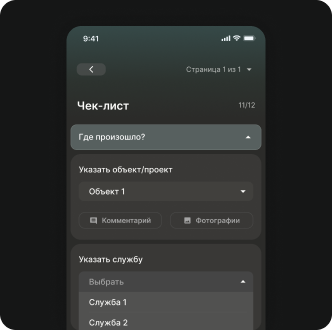 9:41
Страница 1 из 1
Чек-лист
11/12
Где произошло?
Указать объект/проект
Объект 1
Комментарий
Фотографии
Указать службу
Выбрать
Служба 1
Служба 2